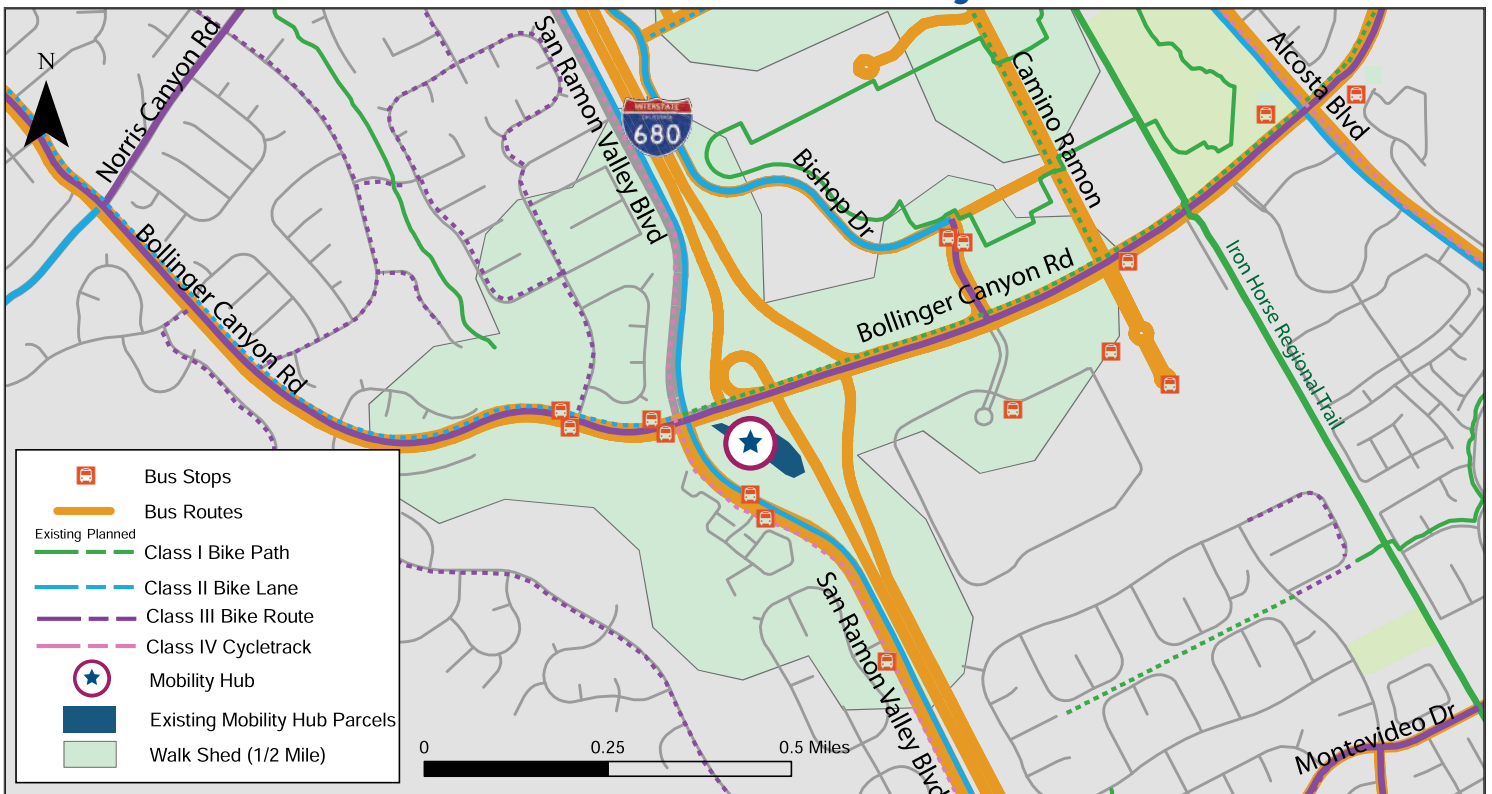 N
Norris Canyon Rd
San Ramon Valley Blvd
INTERSTATE
CALIFORNIA
680
Camino Ramon
Alcosta Blvd
Bishop Dr
Bollinger Canyon Rd
Bollinger Canyon Rd
Iron Horse Regional Trail
San Ramon Valley Blvd
Montevideo Dr
Bus Stops
Bus Routes
Existing Planned
Class I Bike Path
Class II Bike Lane
Class III Bike Route
Class IV Cycletrack
Mobility Hub
Existing Mobility Hub Parcels
Walk Shed (1/2 Mile)
0 0.25 0.5 Miles